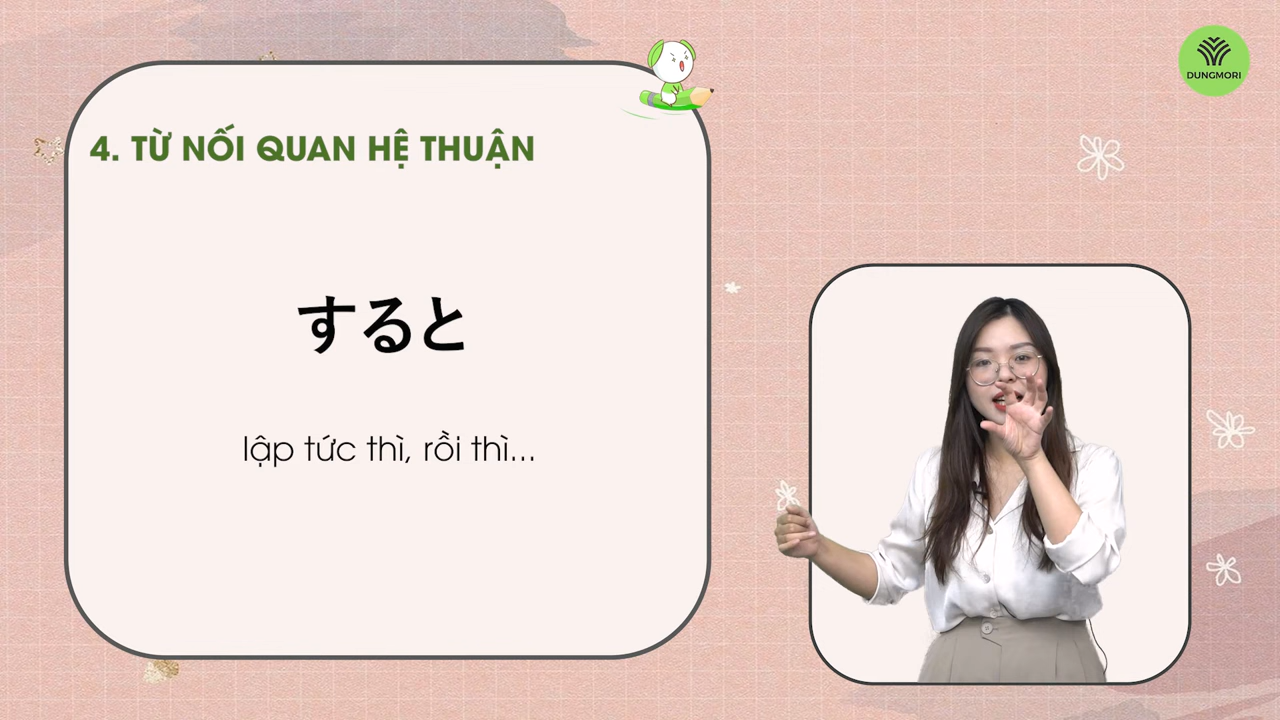 4. TỪ NỐI QUAN HỆ THUẬN
すると
lập tức thì, rồi thì...
DUNGMORI